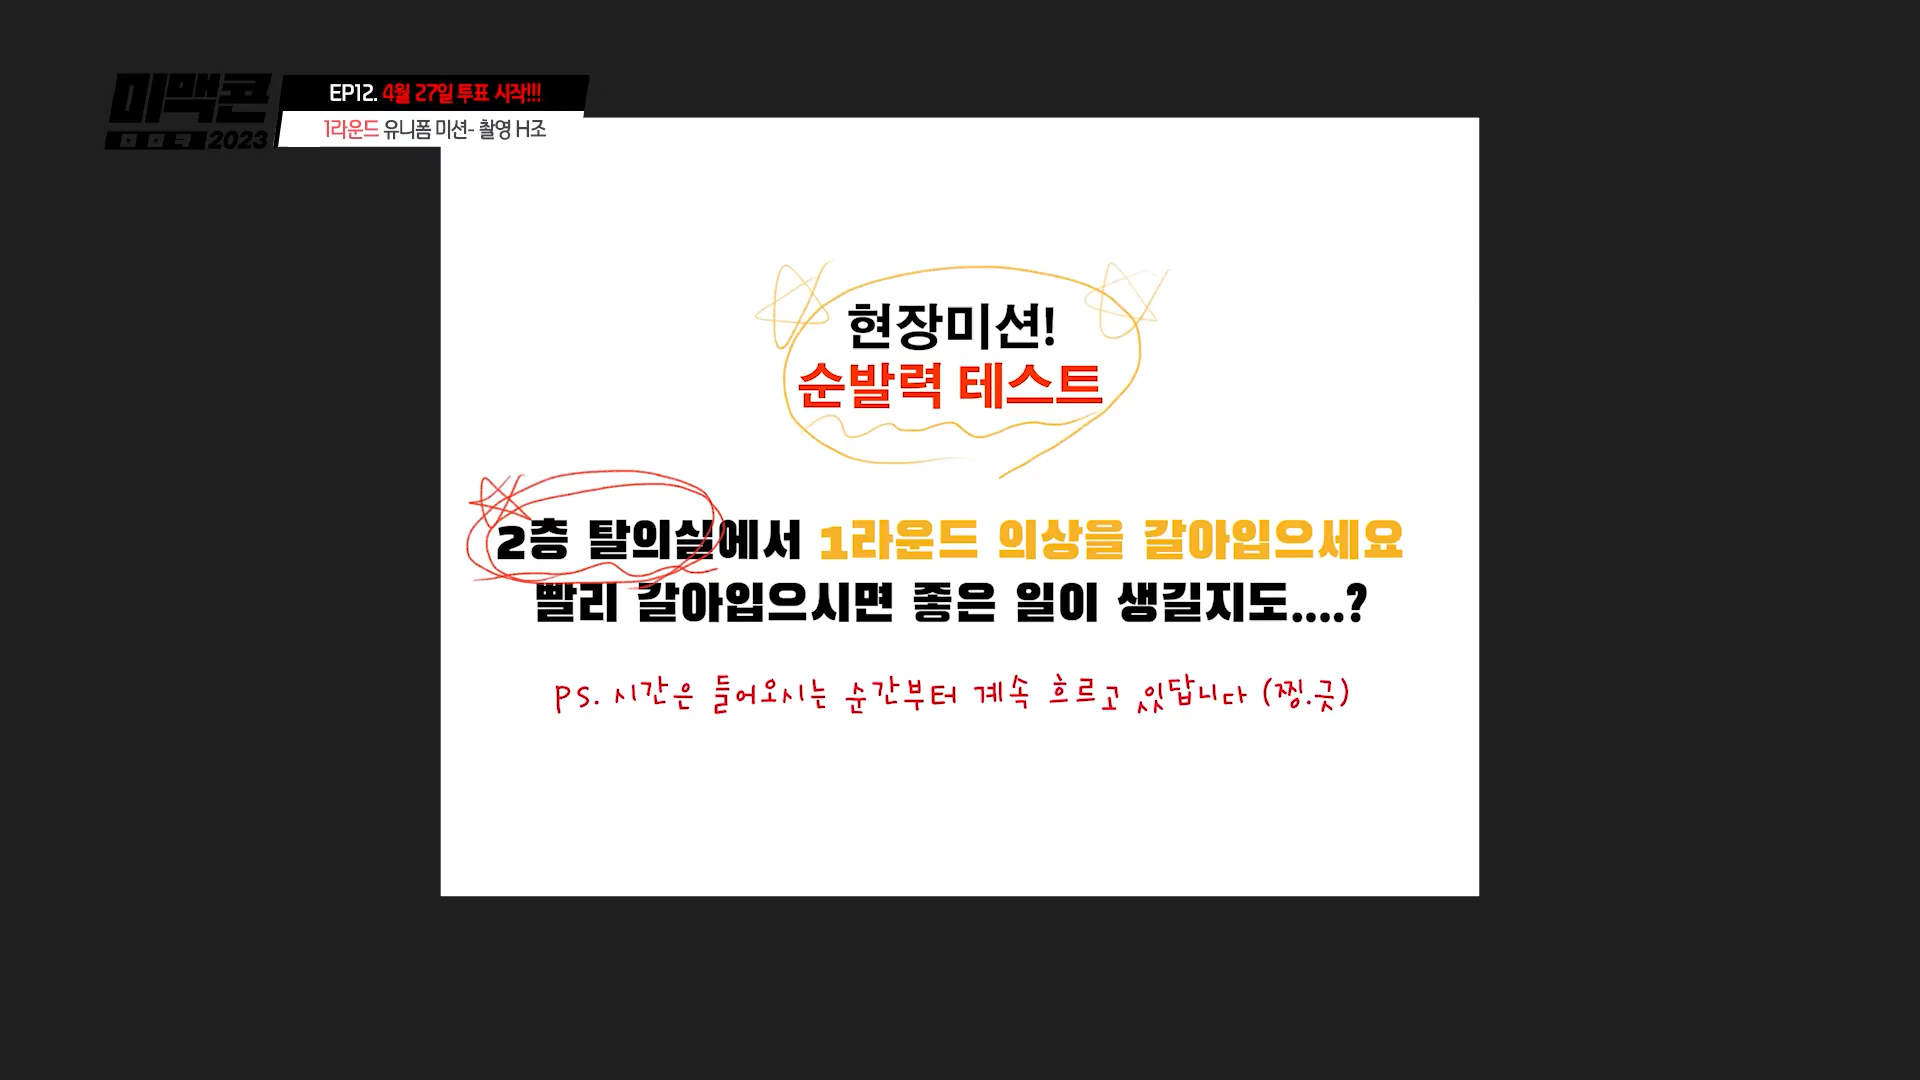 미맥콘
ㅁㅁㅋ 2023
EP12. 4월 27일 투표 시작!!!
1라운드 유니폼 미션- 촬영 H조
현장미션!
순발력 테스트
2층 탈의실에서 1라운드 의상을 갈아입으세요
빨리 갈아입으시면 좋은 일이 생길지도....?
PS. 시간은 들어오시는 순간부터 계속 흐르고 있답니다 (찡.긋)